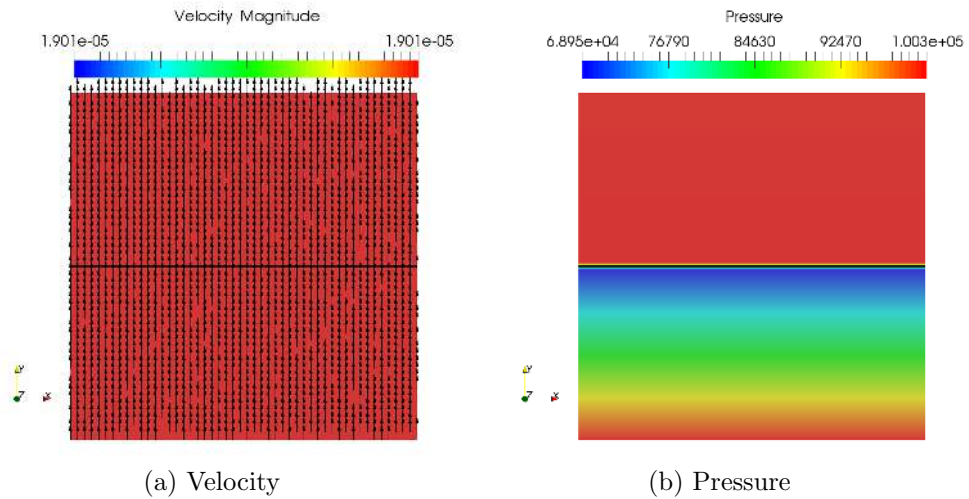 Velocity Magnitude
1.901e-05 1.901e-05
Pressure
6.895e+04 76790 84630 92470 1.003e+05
Y
Z X
Y
Z X
(a) Velocity
(b) Pressure